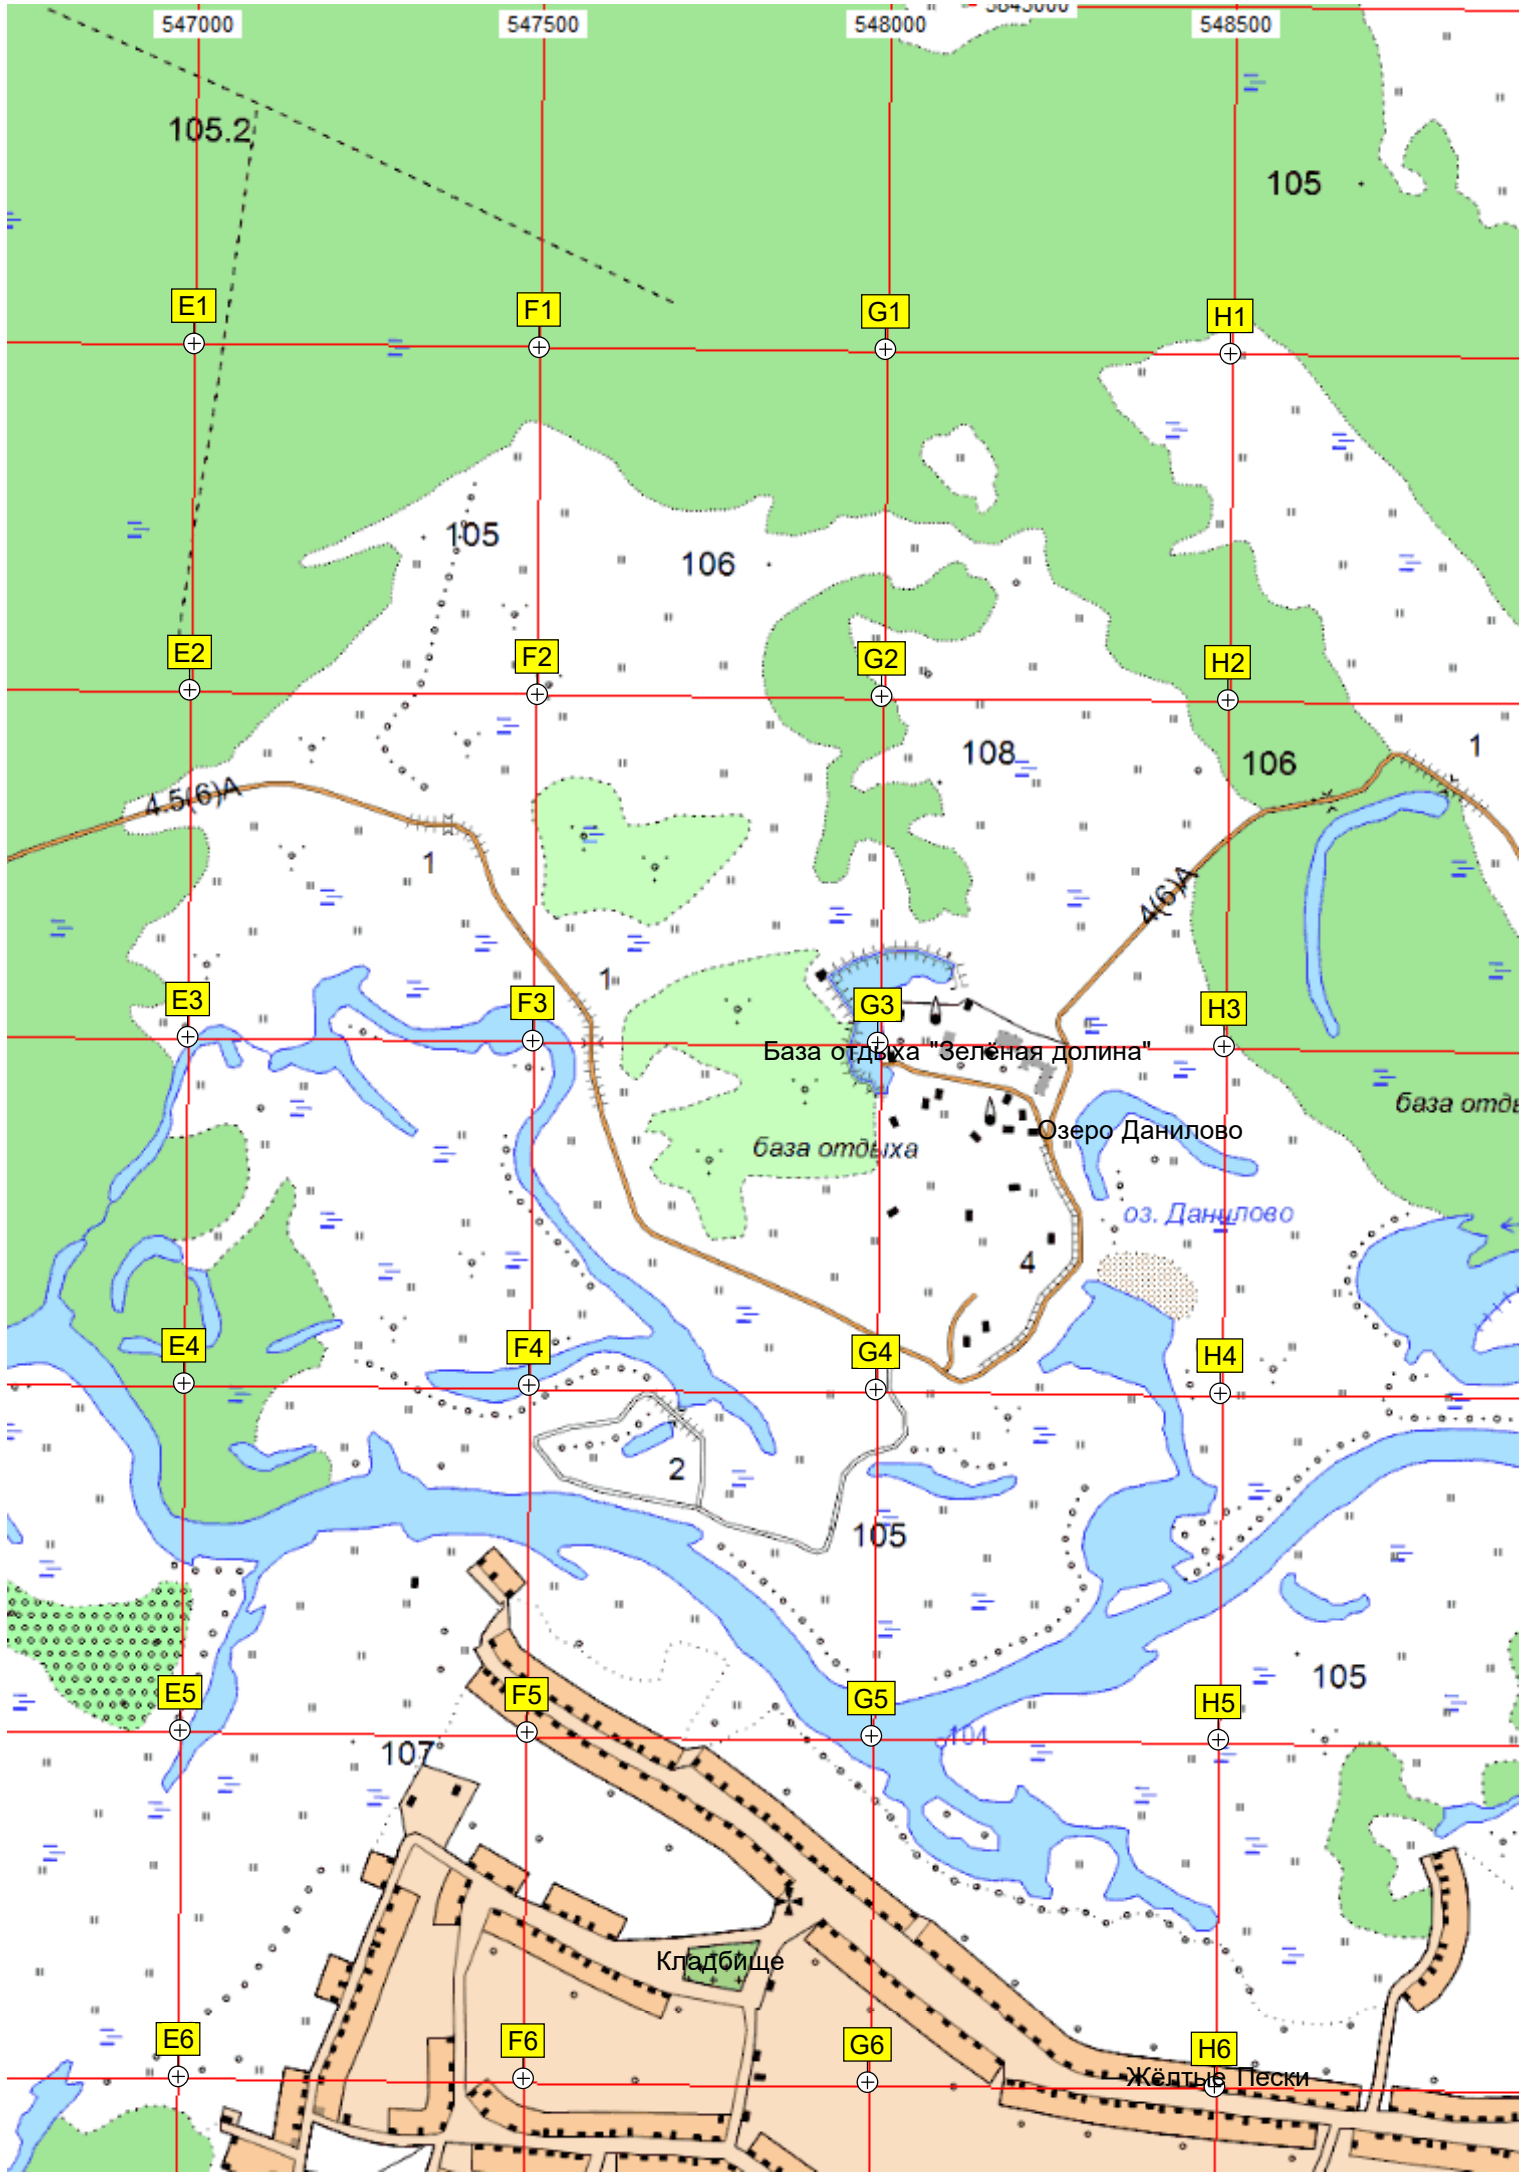 5843000
547000 547500 548000 548500
105.2
105
E1 F1 G1 H1
105
106
E2 F2 G2 H2
108
106
1
4.5(6)А
1
4(6)А
1
E3 F3 G3 H3
База отдыха "Зелёная долина"
база отды
Озеро Данилово
база отдыха
оз. Данилово
4
E4 F4 G4 H4
2
105
105
E5 F5 G5 H5
104
107
Кладбище
E6 F6 G6 H6
Жёлтые Пески